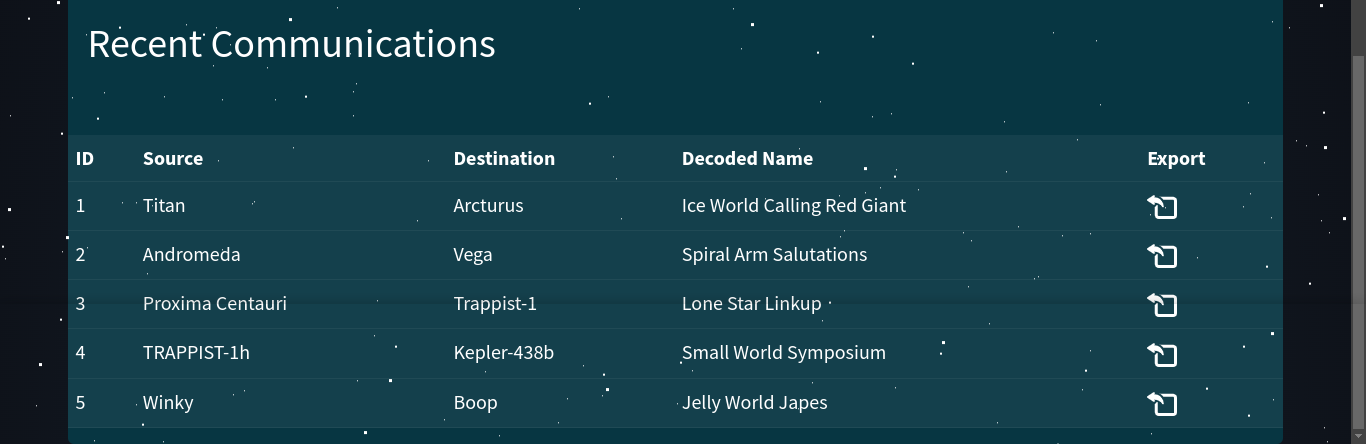 Recent Communications
ID Source Destination Decoded Name Export
1 Titan Arcturus Ice World Calling Red Giant
2 Andromeda Vega Spiral Arm Salutations
3 Proxima Centauri Trappist-1 Lone Star Linkup
4 TRAPPIST-1h Kepler-438b Small World Symposium
5 Winky Boop Jelly World Japes